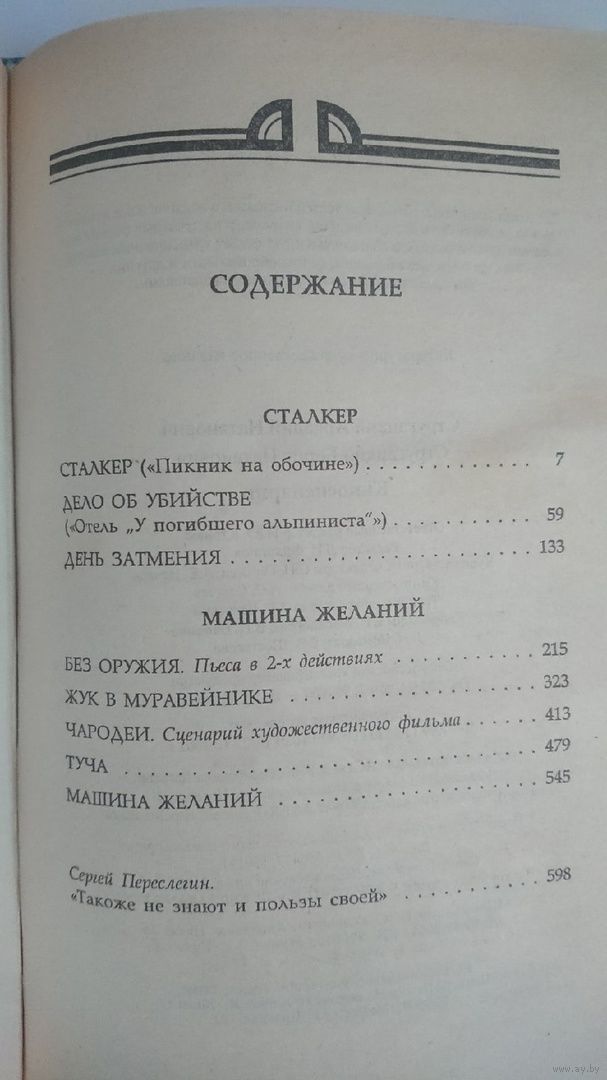 СОДЕРЖАНИЕ
СТАЛКЕР
СТАЛКЕР («Пикник на обочине») . . . . . . . . . . . . . 7
ДЕЛО ОБ УБИЙСТВЕ
(«Отель „У погибшего альпиниста“») . . . . . . . . . . . 59
ДЕНЬ ЗАТМЕНИЯ . . . . . . . . . . . . . . . . . . . . . . . . 133
МАШИНА ЖЕЛАНИЙ
БЕЗ ОРУЖИЯ. Пьеса в 2-х действиях . . . . . . . . . . . 215
ЖУК В МУРАВЕЙНИКЕ . . . . . . . . . . . . . . . . . . . 323
ЧАРОДЕИ. Сценарий художественного фильма . . . . . . 413
ТУЧА . . . . . . . . . . . . . . . . . . . . . . . . . . . . . . . . 479
МАШИНА ЖЕЛАНИЙ . . . . . . . . . . . . . . . . . . . . 545
Сергей Переслегин.
«Такоже не знают и пользы своей» . . . . . . . . . . . . 598
www.ay.by